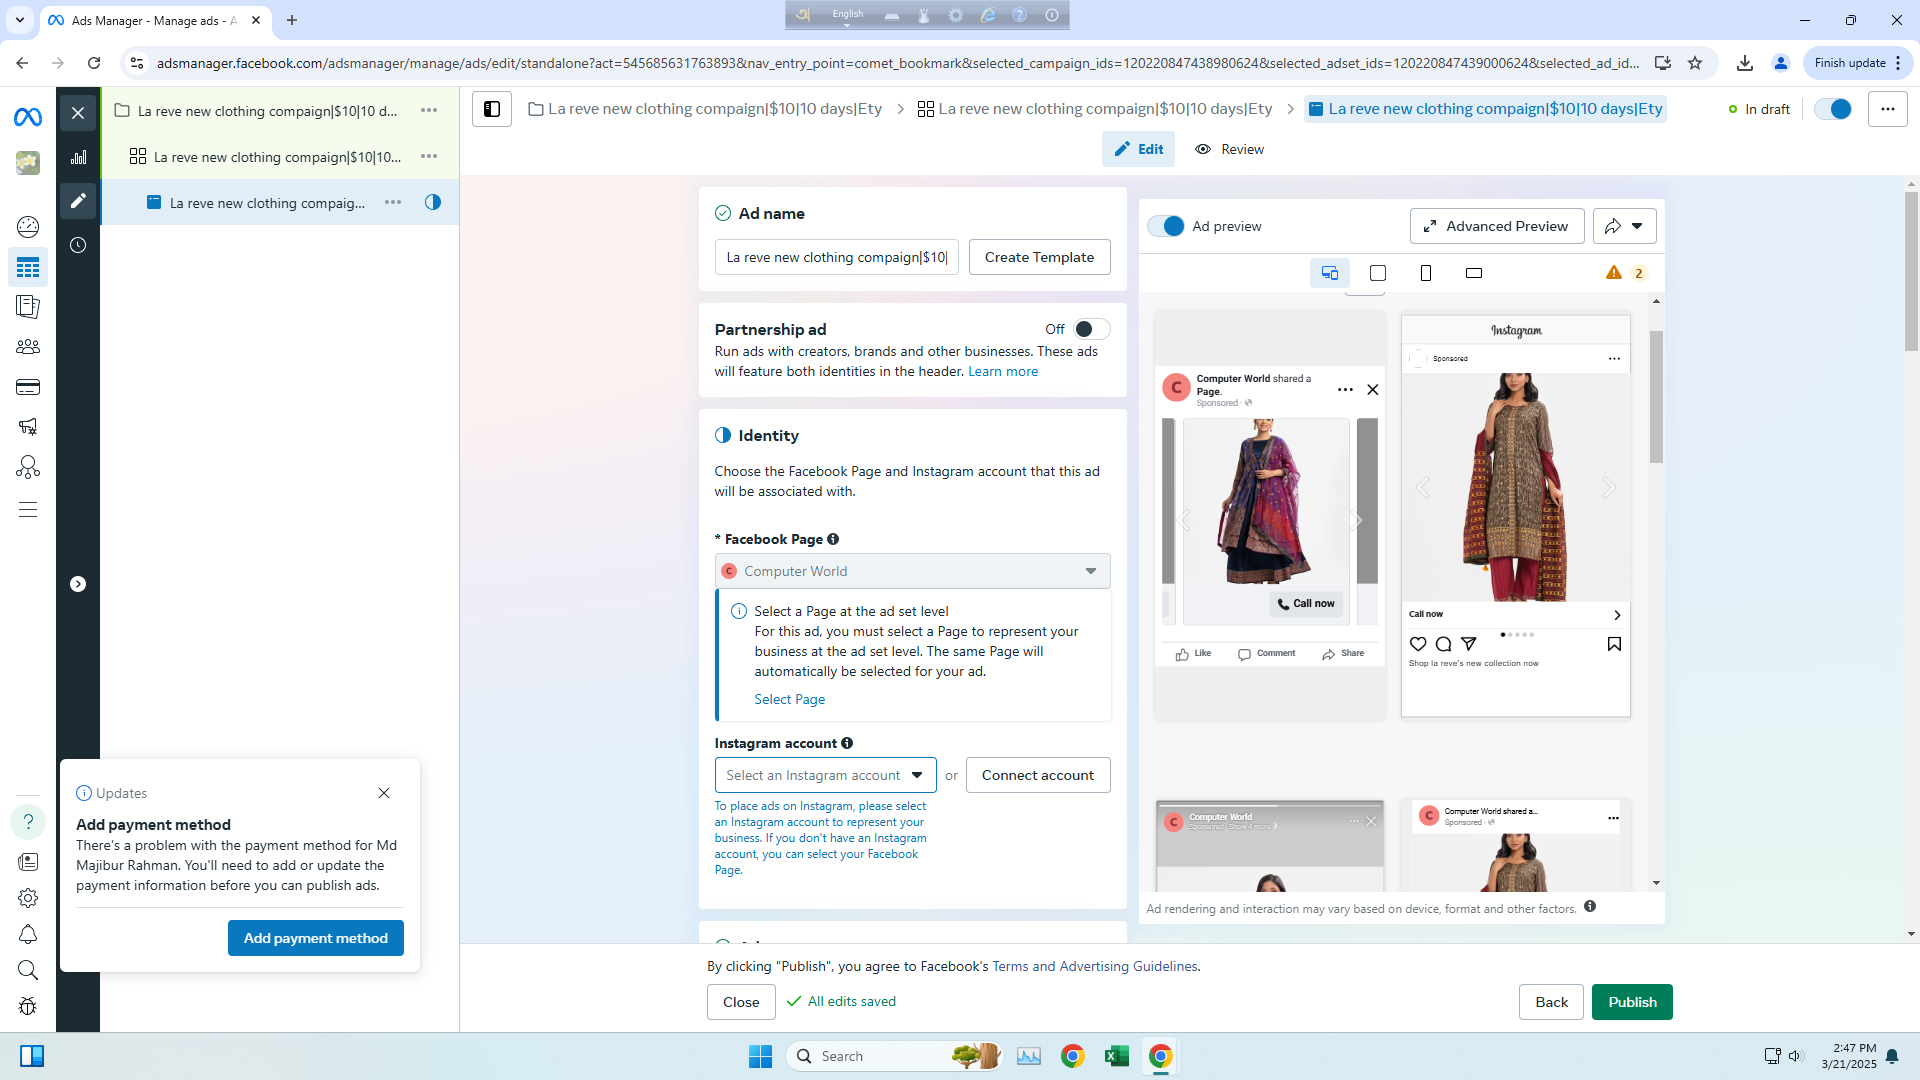 Ads Manager - Manage ads - A
English
adsmanager.facebook.com/adsmanager/manage/ads/edit/standalone?act=545685631763893&nav_entry_point=comet_bookmark&selected_campaign_ids=120220847438980624&selected_adset_ids=120220847439000624&selected_ad_id...
Finish update
La reve new clothing compaign|$10|10 d...
La reve new clothing compaign|$10|10...
La reve new clothing compaig...
La reve new clothing compaign|$10|10 days|Ety
La reve new clothing compaign|$10|10 days|Ety
La reve new clothing compaign|$10|10 days|Ety
In draft
Edit
Review
Ad name
La reve new clothing compaign|$10|
Create Template
Partnership ad
Off
Run ads with creators, brands and other businesses. These ads
will feature both identities in the header. Learn more
Identity
Choose the Facebook Page and Instagram account that this ad
will be associated with.
* Facebook Page
C
Computer World
Select a Page at the ad set level
For this ad, you must select a Page to represent your
business at the ad set level. The same Page will
automatically be selected for your ad.
Select Page
Instagram account
Select an Instagram account
or
Connect account
To place ads on Instagram, please select
an Instagram account to represent your
business. If you don't have an Instagram
account, you can select your Facebook
Page.
Ad preview
Advanced Preview
2
C
Computer World shared a
Page.
Sponsored ·
Call now
Like
Comment
Share
Instagram
Sponsored
Call now
Shop la reve's new collection now
C
Computer World
Sponsored · Show 4 more
C
Computer World shared a...
Sponsored ·
Ad rendering and interaction may vary based on device, format and other factors.
Updates
Add payment method
There's a problem with the payment method for Md
Majibur Rahman. You'll need to add or update the
payment information before you can publish ads.
Add payment method
By clicking "Publish", you agree to Facebook's Terms and Advertising Guidelines.
Close
All edits saved
Back
Publish
Search
2:47 PM
3/21/2025